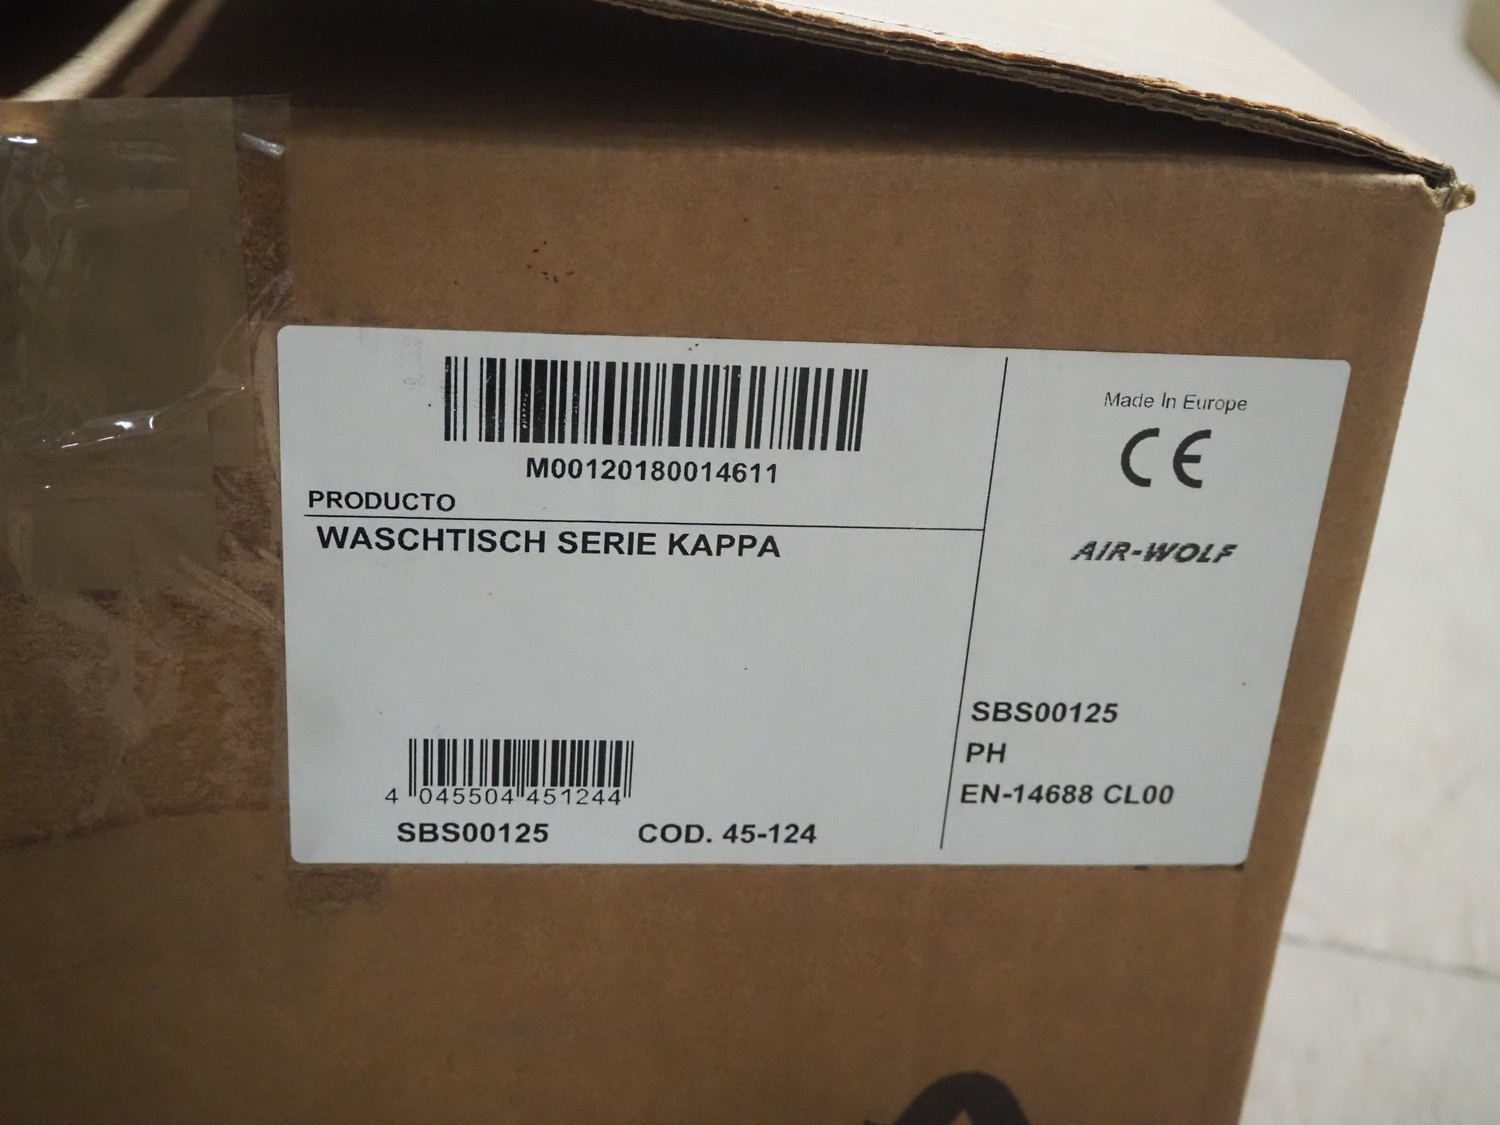 M00120180014611
PRODUCTO
WASCHTISCH SERIE KAPPA
4 045504 451244
SBS00125 COD. 45-124
Made In Europe
CE
AIR-WOLF
SBS00125
PH
EN-14688 CL00